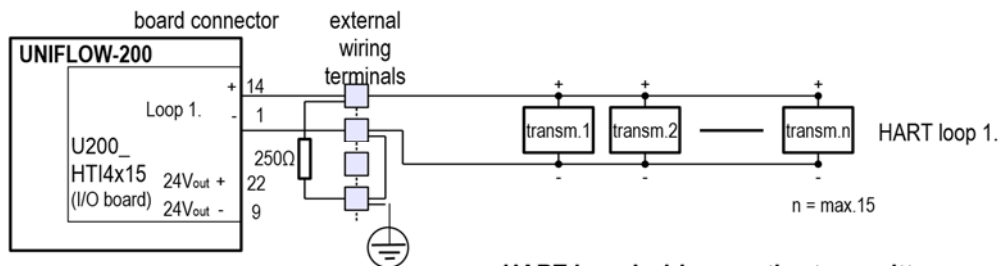 board connector
external
wiring
terminals
UNIFLOW-200
+ 14
Loop 1.
- 1
U200_
HTI4x15
(I/O board)
24Vout + 22
24Vout - 9
250Ω
+ + +
transm.1 transm.2 transm.n
- - -
HART loop 1.
n = max.15